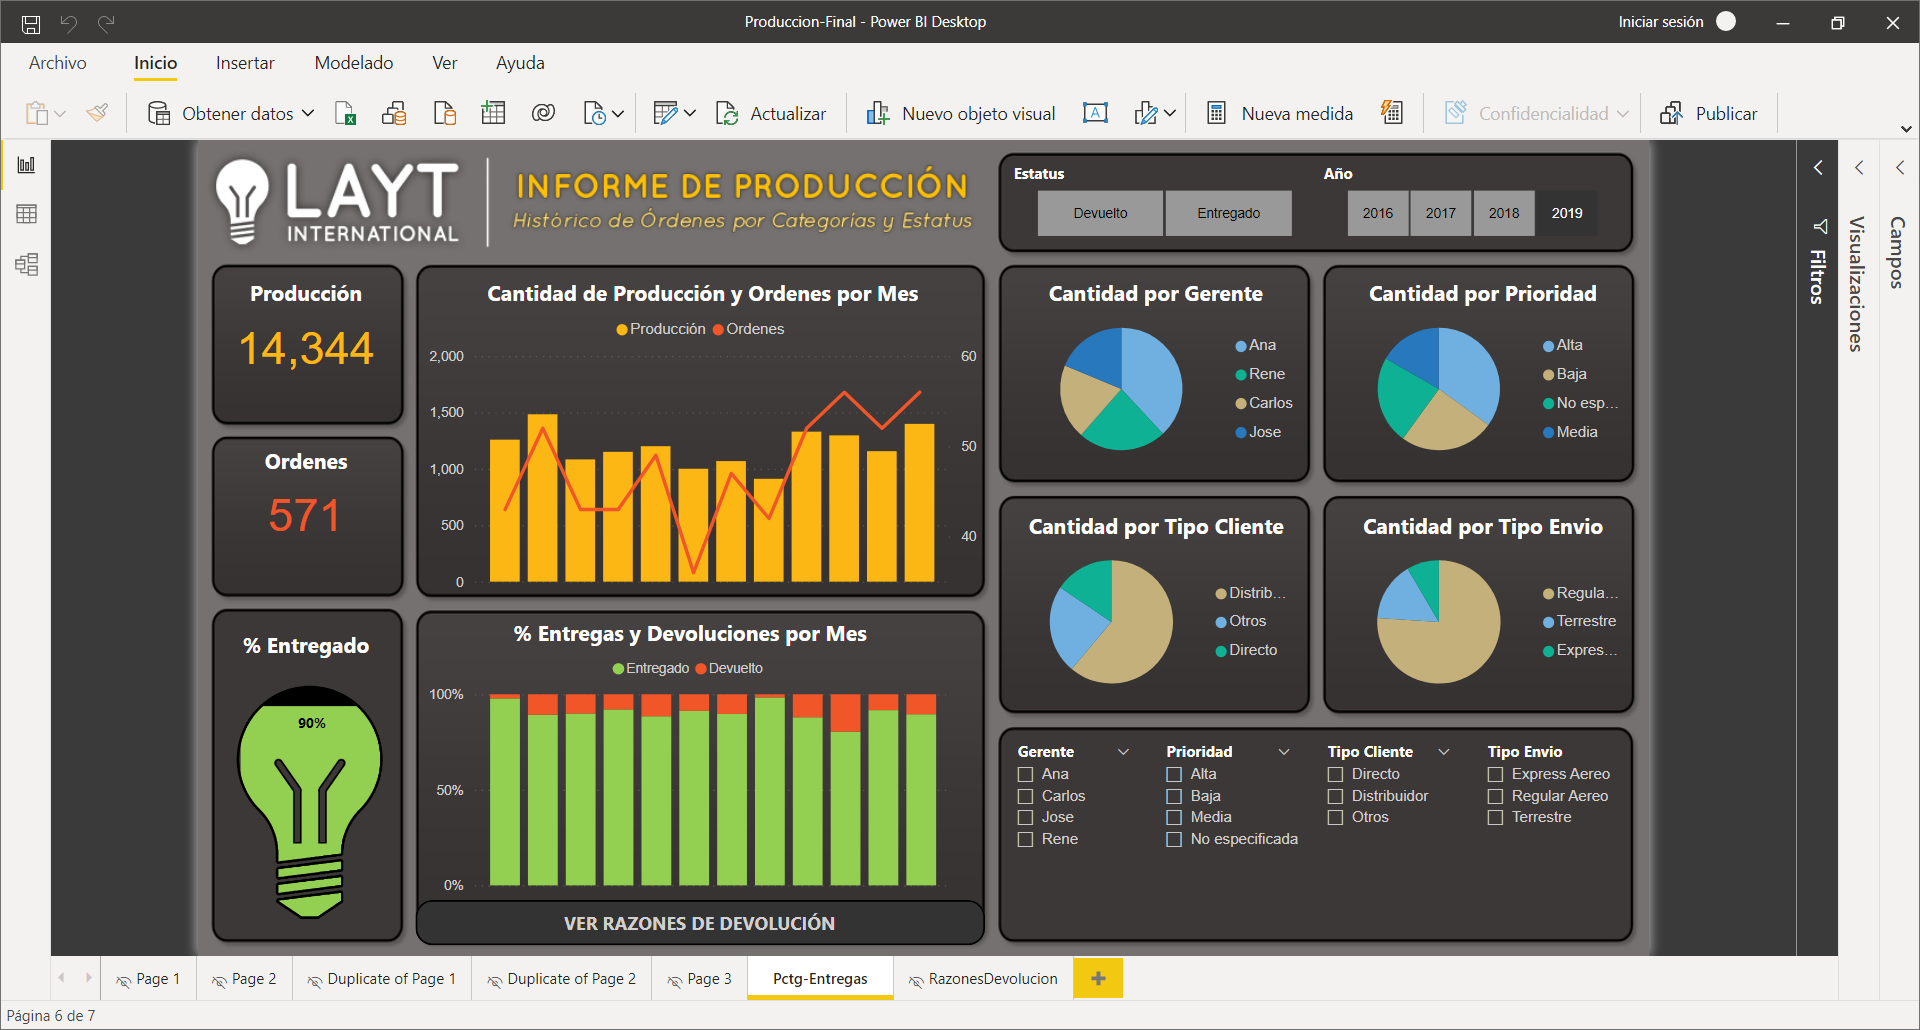 Produccion-Final - Power BI Desktop
Iniciar sesión
Archivo
Inicio
Insertar
Modelado
Ver
Ayuda
Obtener datos
Actualizar
Nuevo objeto visual
Nueva medida
Confidencialidad
Publicar
LAYT
INTERNATIONAL
INFORME DE PRODUCCIÓN
Histórico de Órdenes por Categorías y Estatus
Estatus
Devuelto
Entregado
Año
2016
2017
2018
2019
Filtros
Visualizaciones
Campos
Producción
14,344
Ordenes
571
% Entregado
90%
Cantidad de Producción y Ordenes por Mes
Producción
Ordenes
2,000
1,500
1,000
500
0
60
50
40
% Entregas y Devoluciones por Mes
Entregado
Devuelto
100%
50%
0%
VER RAZONES DE DEVOLUCIÓN
Cantidad por Gerente
Ana
Rene
Carlos
Jose
Cantidad por Prioridad
Alta
Baja
No esp...
Media
Cantidad por Tipo Cliente
Distrib...
Otros
Directo
Cantidad por Tipo Envio
Regula...
Terrestre
Expres...
Gerente
Ana
Carlos
Jose
Rene
Prioridad
Alta
Baja
Media
No especificada
Tipo Cliente
Directo
Distribuidor
Otros
Tipo Envio
Express Aereo
Regular Aereo
Terrestre
Page 1
Page 2
Duplicate of Page 1
Duplicate of Page 2
Page 3
Pctg-Entregas
RazonesDevolucion
Página 6 de 7